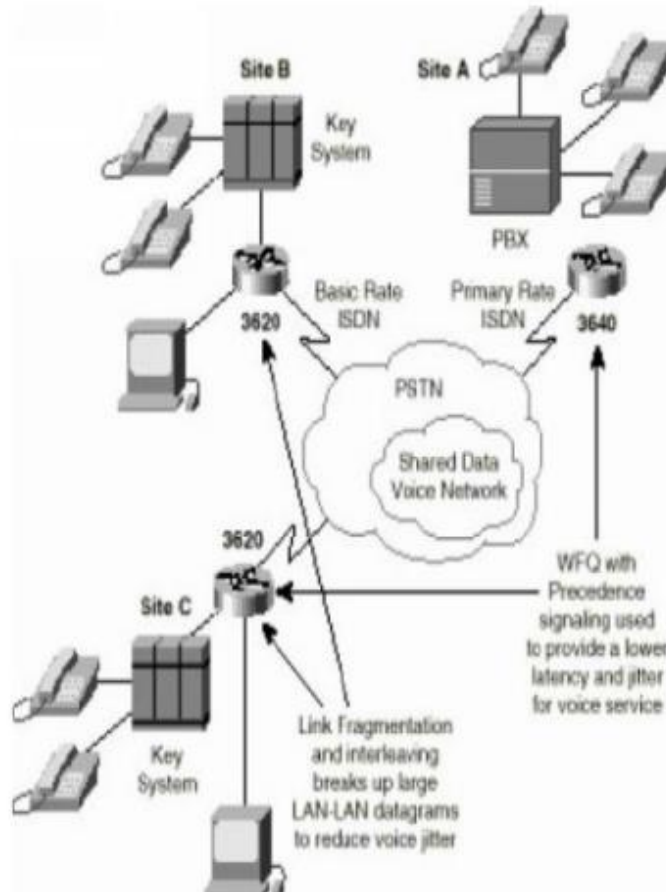 Site B
Site A
Key
System
PBX
3620
Basic Rate
ISDN
Primary Rate
ISDN
3640
PSTN
Shared Data
Voice Network
3620
Site C
WFQ with
Precedence
signaling used
to provide a lower
latency and jitter
for voice service
Key
System
Link Fragmentation
and interleaving
breaks up large
LAN-LAN datagrams
to reduce voice jitter